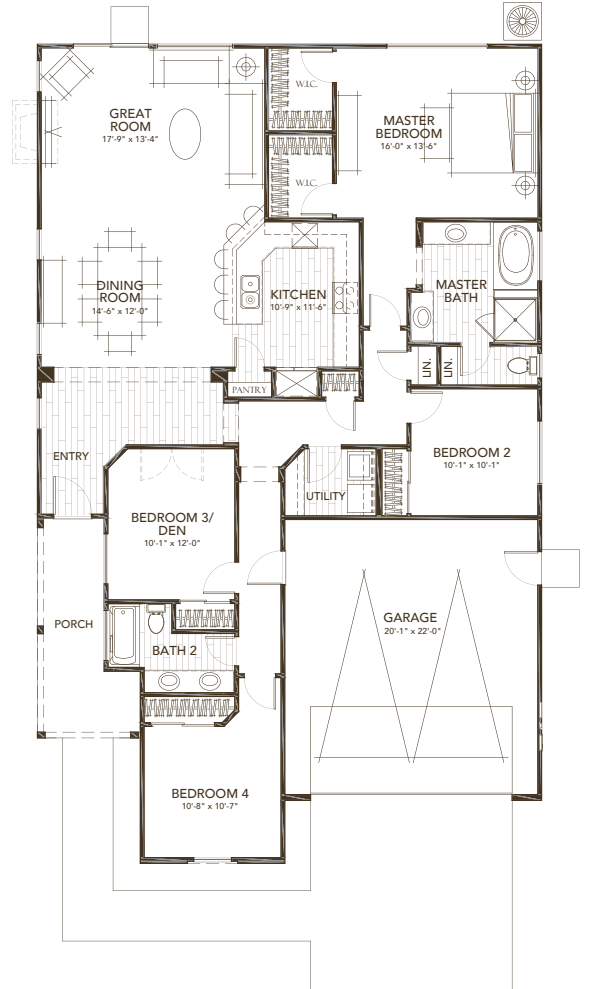 W.I.C.
GREAT
ROOM
17'-9" x 13'-4"
MASTER
BEDROOM
16'-0" x 13'-6"
W.I.C.
DINING
ROOM
14'-6" x 12'-0"
KITCHEN
10'-9" x 11'-6"
MASTER
BATH
LIN.
LIN.
PANTRY
ENTRY
BEDROOM 2
10'-1" x 10'-1"
UTILITY
BEDROOM 3/
DEN
10'-1" x 12'-0"
PORCH
GARAGE
20'-1" x 22'-0"
BATH 2
BEDROOM 4
10'-8" x 10'-7"